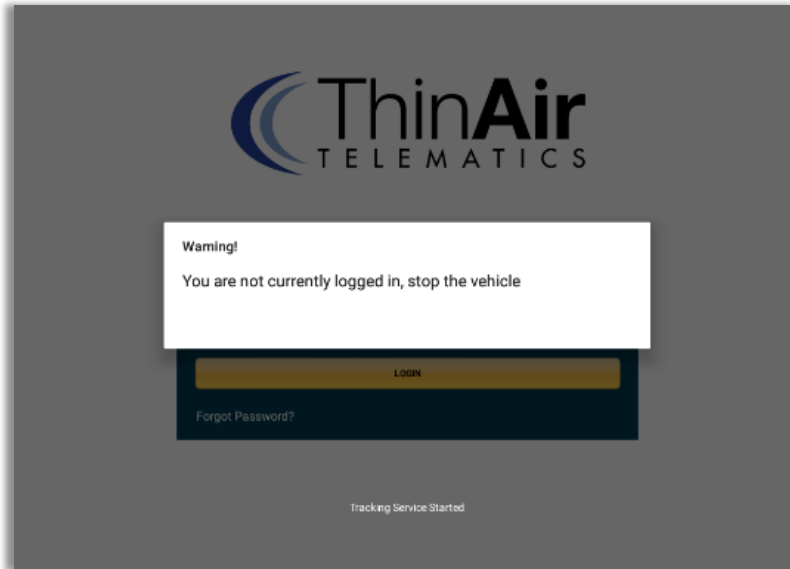 ThinAir
TELEMATICS
Warning!
You are not currently logged in, stop the vehicle
LOGIN
Forgot Password?
Tracking Service Started